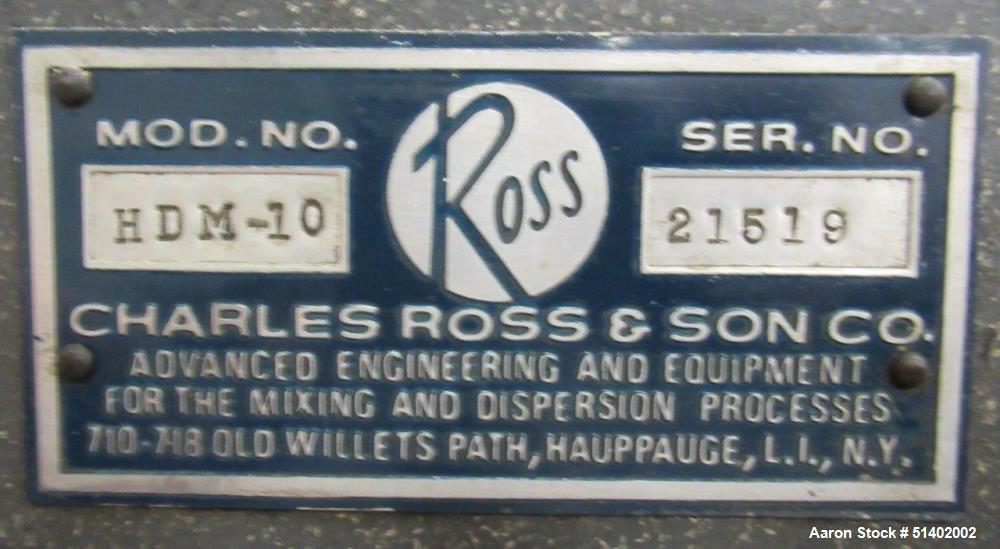 MOD. NO.
Ross
SER. NO.
HDM-10
21519
CHARLES ROSS & SON CO.
ADVANCED ENGINEERING AND EQUIPMENT
FOR THE MIXING AND DISPERSION PROCESSES
710-718 OLD WILLETS PATH, HAUPPAUGE, L.I., N.Y.
Aaron Stock # 51402002